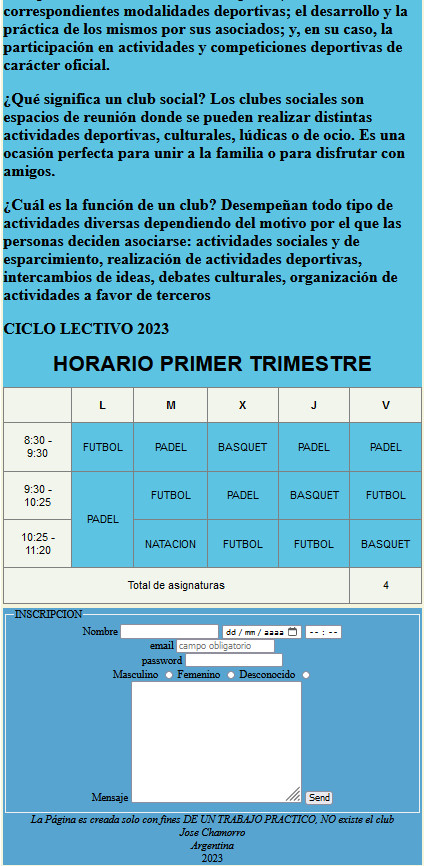 correspondientes modalidades deportivas; el desarrollo y la
práctica de los mismos por sus asociados; y, en su caso, la
participación en actividades y competiciones deportivas de
carácter oficial.
¿Qué significa un club social? Los clubes sociales son
espacios de reunión donde se pueden realizar distintas
actividades deportivas, culturales, lúdicas o de ocio. Es una
ocasión perfecta para unir a la familia o para disfrutar con
amigos.
¿Cuál es la función de un club? Desempeñan todo tipo de
actividades diversas dependiendo del motivo por el que las
personas deciden asociarse: actividades sociales y de
esparcimiento, realización de actividades deportivas,
intercambios de ideas, debates culturales, organización de
actividades a favor de terceros
CICLO LECTIVO 2023
HORARIO PRIMER TRIMESTRE
L M X J V
8:30 -
9:30
FUTBOL PADEL BASQUET PADEL PADEL
9:30 -
10:25
PADEL
FUTBOL PADEL BASQUET FUTBOL
10:25 -
11:20
NATACION FUTBOL FUTBOL BASQUET
Total de asignaturas 4
INSCRIPCION
Nombre dd/mm/aaaa --:--
email campo obligatorio
password
Masculino Femenino Desconocido
Mensaje Send
La Página es creada solo con fines DE UN TRABAJO PRACTICO, NO existe el club
Jose Chamorro
Argentina
2023